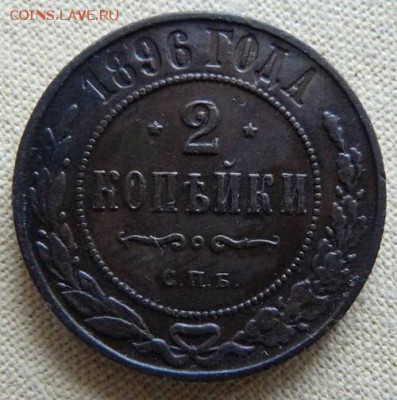 COINS.LAVE.RU
1896 ГОДА
2
КОПѢЙКИ
С.П.Б.